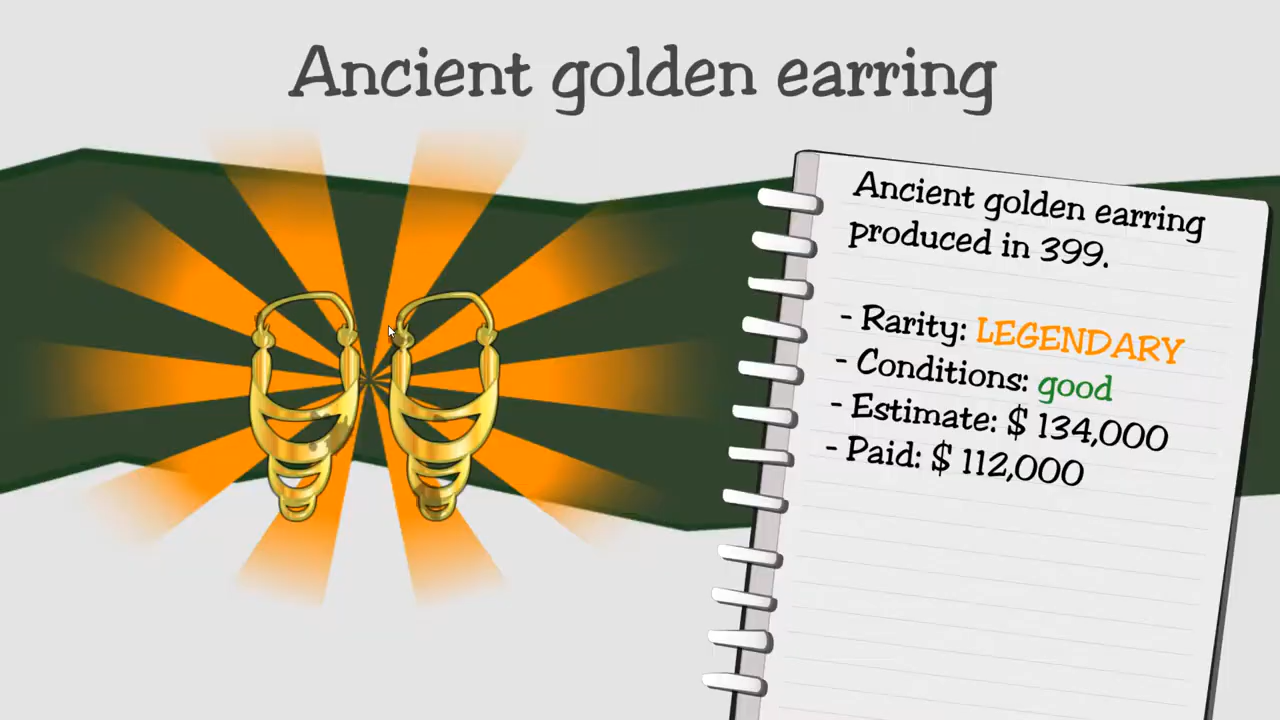 Ancient golden earring
Ancient golden earring
produced in 399.
- Rarity: LEGENDARY
- Conditions: good
- Estimate: $ 134,000
- Paid: $ 112,000